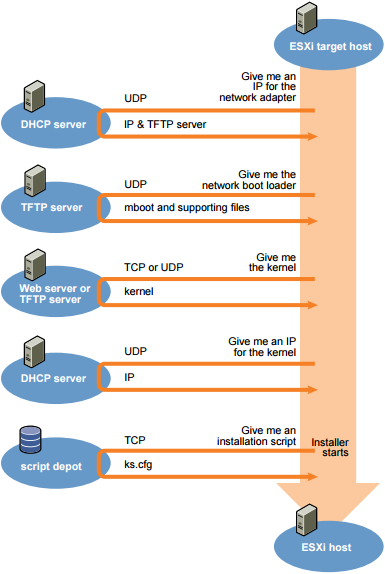 ESXi target host
Give me an
IP for the
network adapter
UDP
DHCP server
IP & TFTP server
Give me the
network boot loader
UDP
TFTP server
mboot and supporting files
Give me
the kernel
TCP or UDP
Web server or
TFTP server
kernel
Give me an IP
for the kernel
UDP
DHCP server
IP
Give me an
installation script
TCP
Installer
starts
script depot
ks.cfg
ESXi host